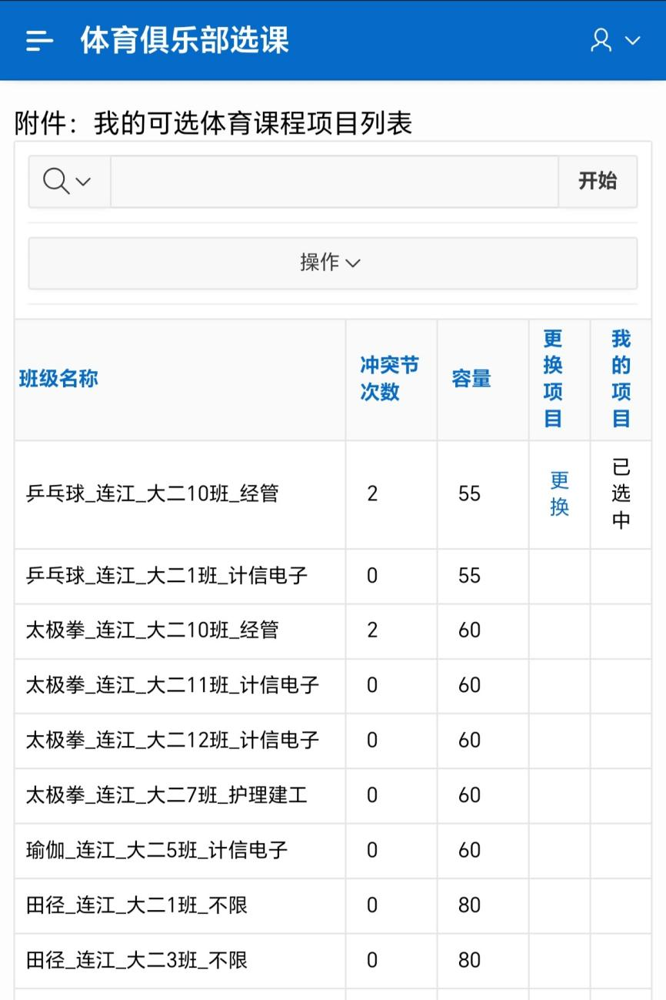 体育俱乐部选课
附件：我的可选体育课程项目列表
开始
操作
班级名称 冲突节次数 容量 更换项目 我的项目
乒乓球_连江_大二10班_经管 2 55 更换 已选中
乒乓球_连江_大二1班_计信电子 0 55
太极拳_连江_大二10班_经管 2 60
太极拳_连江_大二11班_计信电子 0 60
太极拳_连江_大二12班_计信电子 0 60
太极拳_连江_大二7班_护理建工 0 60
瑜伽_连江_大二5班_计信电子 0 60
田径_连江_大二1班_不限 0 80
田径_连江_大二3班_不限 0 80